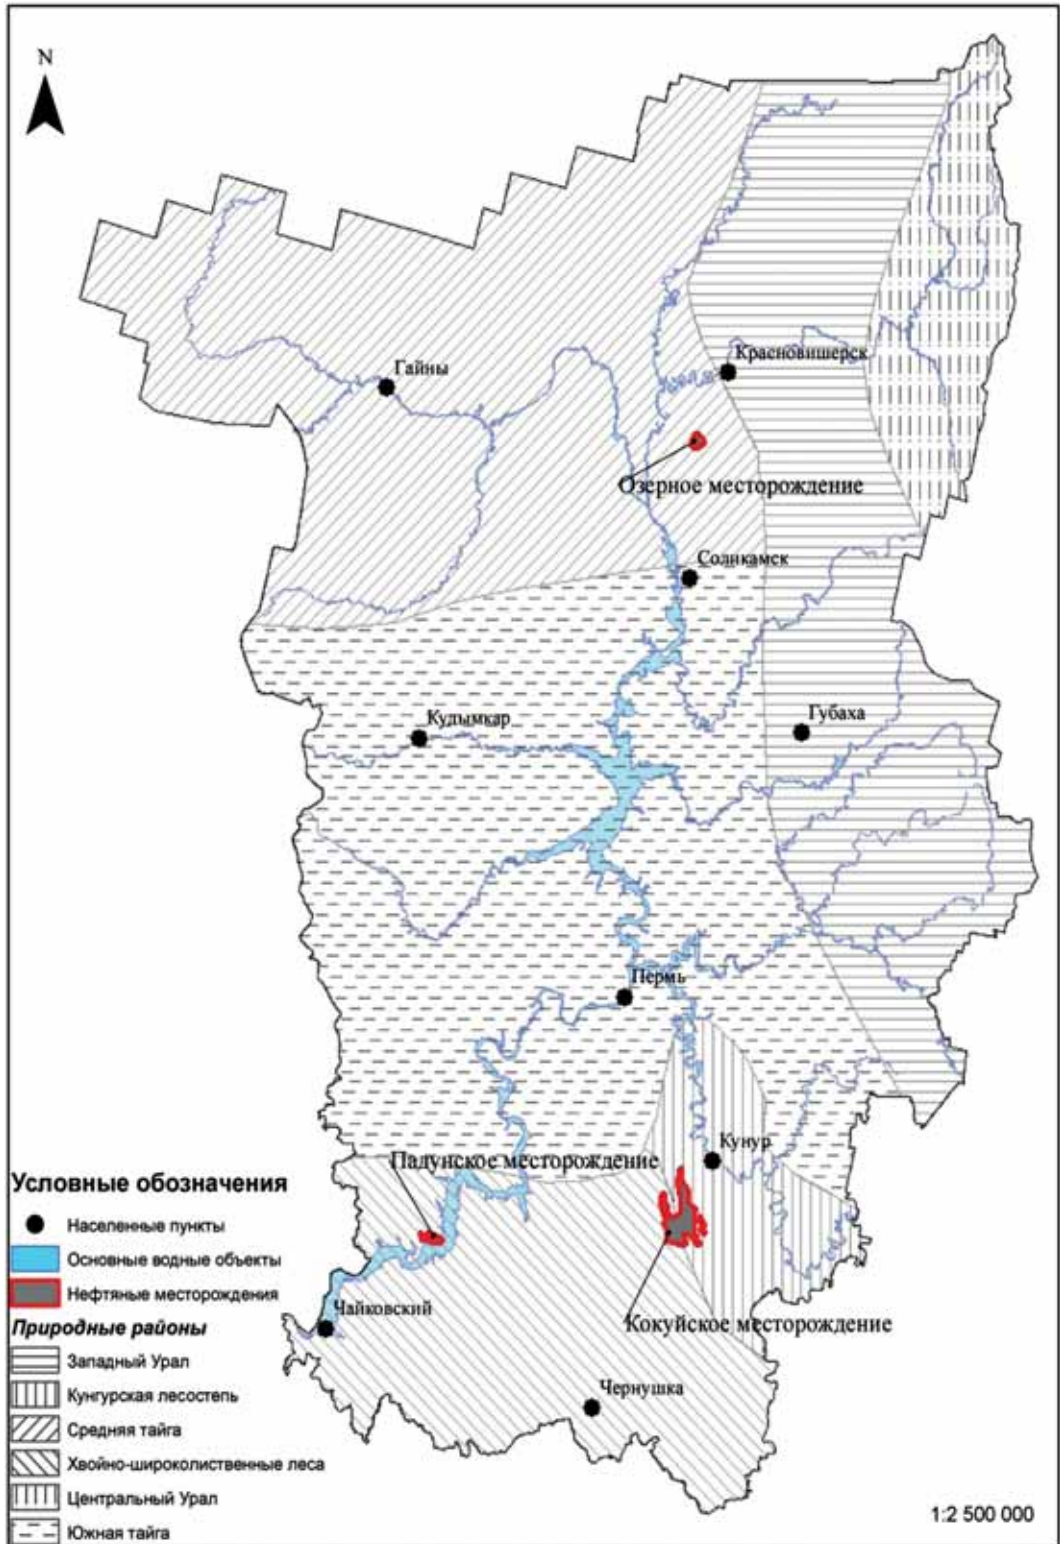 N
Красновишерск
Гайны
Озерное месторождение
Соликамск
Губаха
Кудымкар
Пермь
Кунур
Падунское месторождение
Чайковский
Кокуйское месторождение
Чернушка
Условные обозначения
Населенные пункты
Основные водные объекты
Нефтяные месторождения
Природные районы
Западный Урал
Кунгурская лесостепь
Средняя тайга
Хвойно-широколиственные леса
Центральный Урал
Южная тайга
1:2 500 000